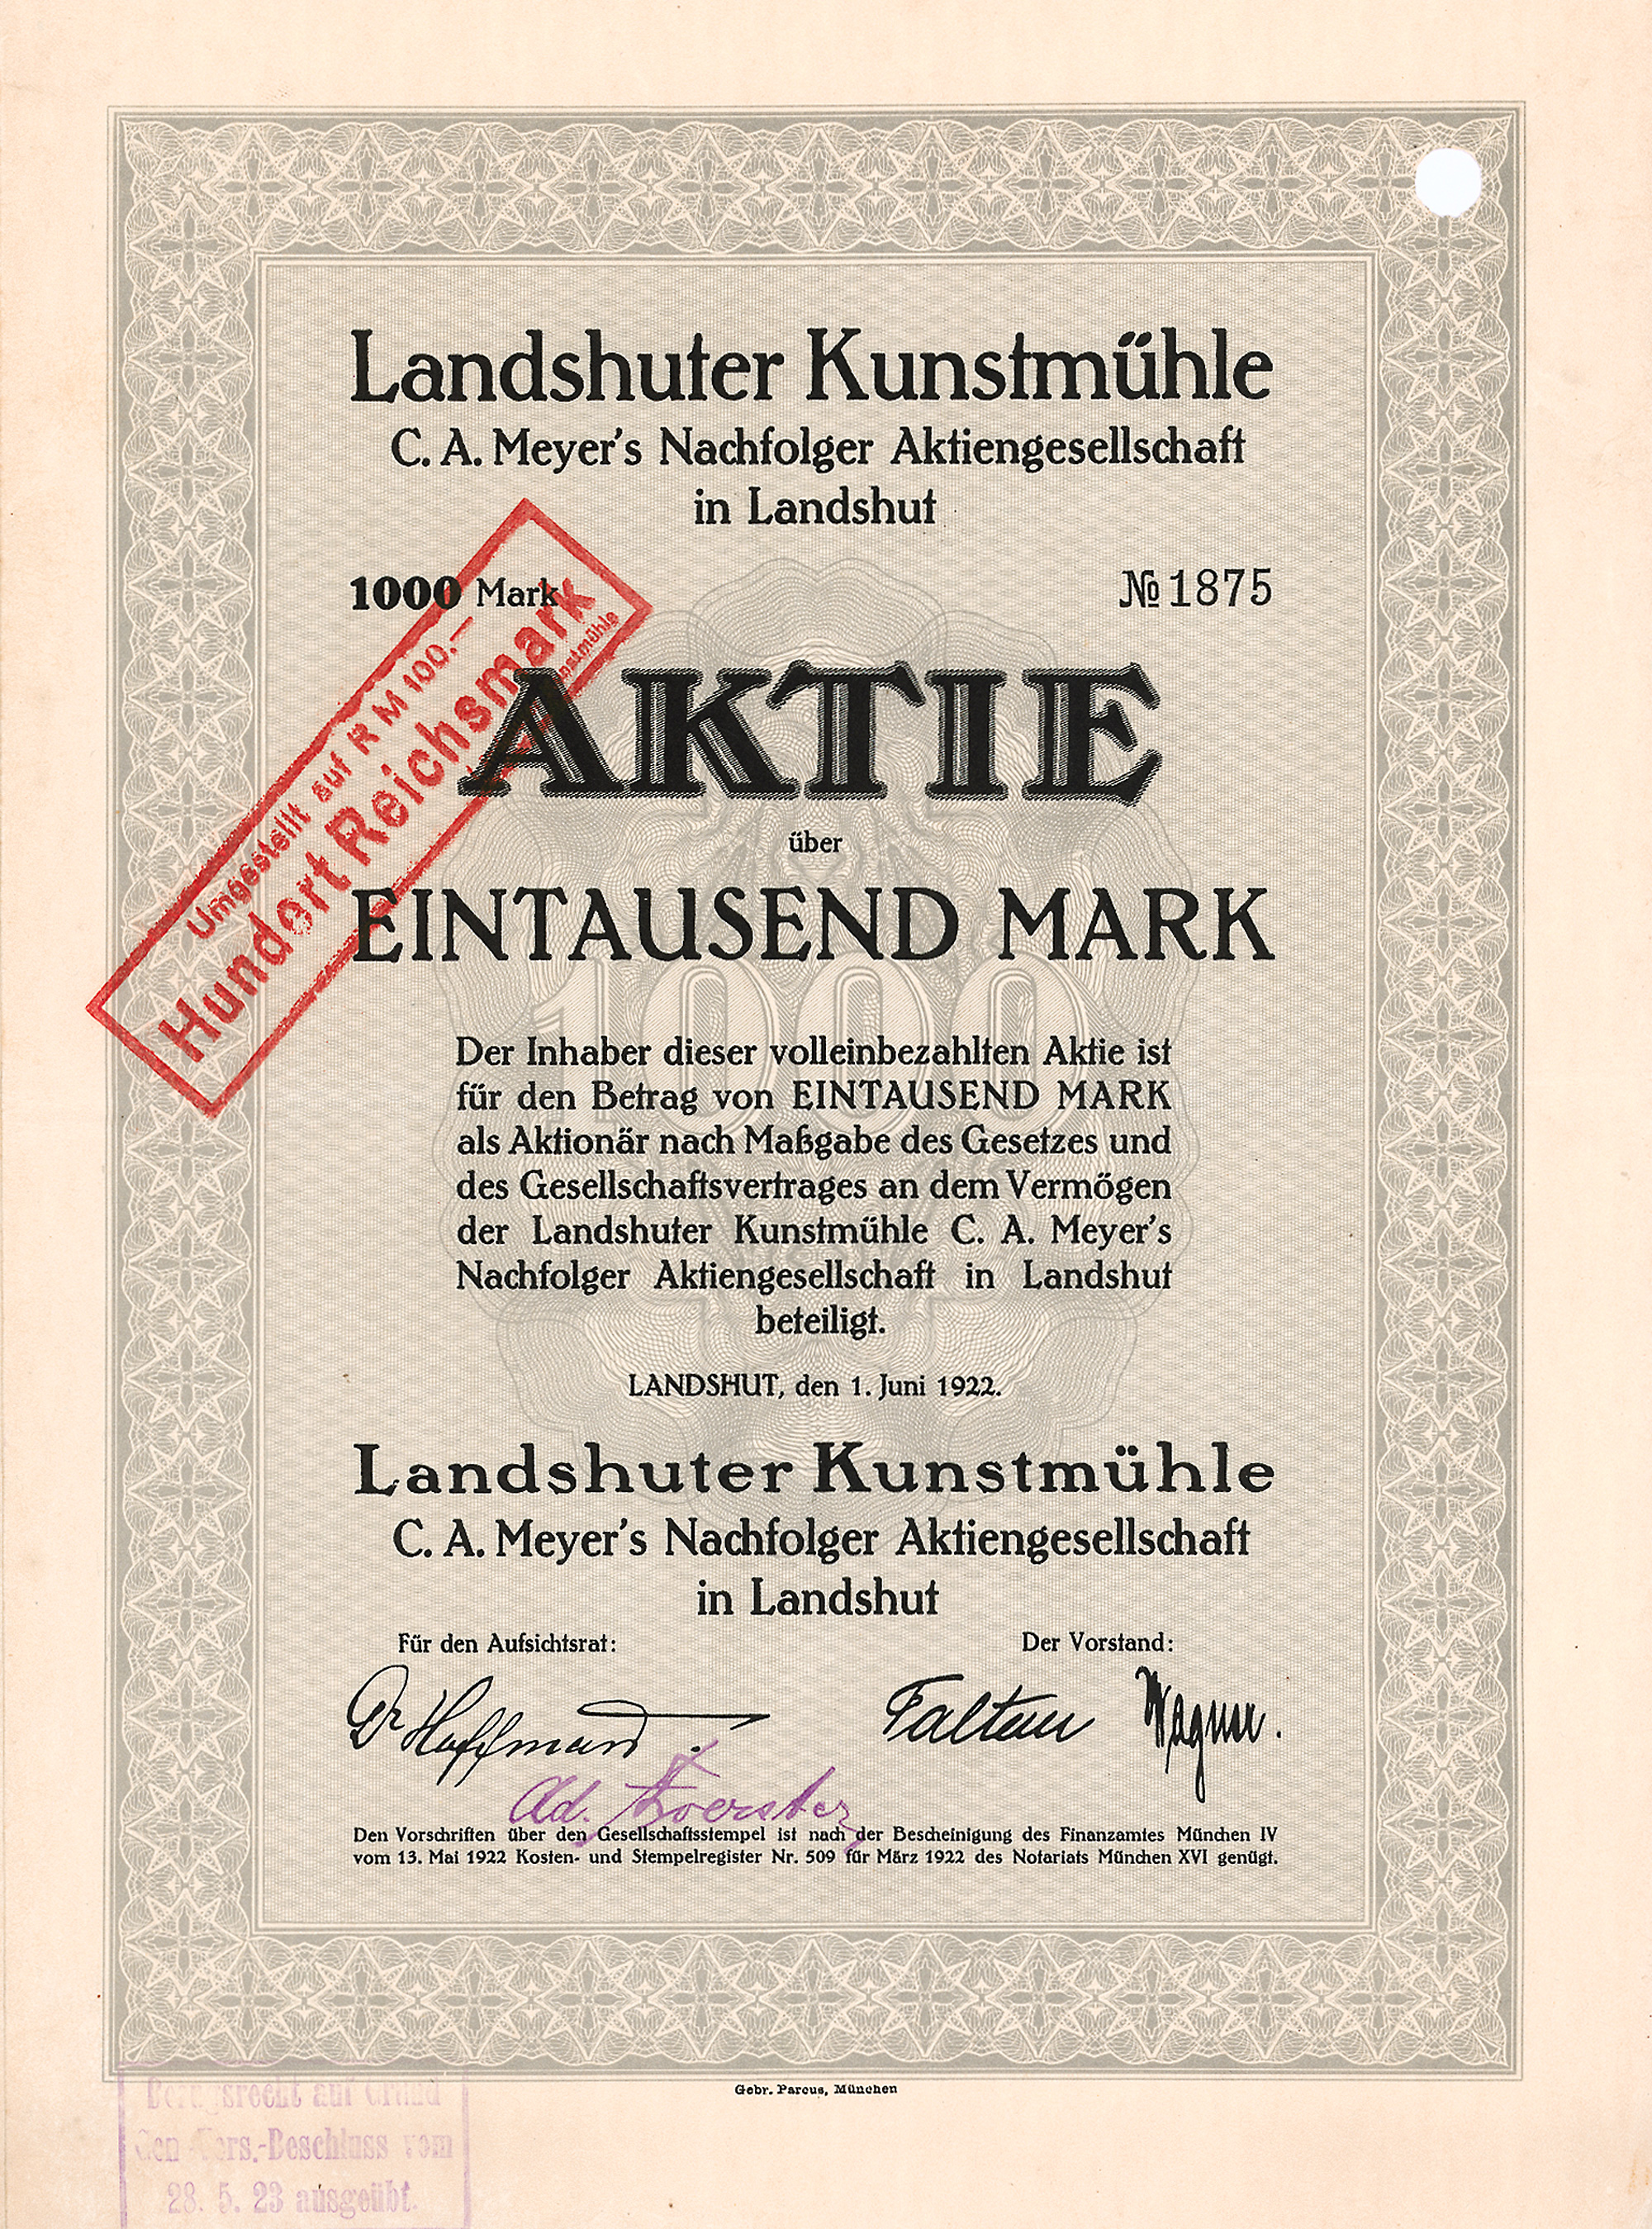 Landshuter Kunstmühle
C. A. Meyer's Nachfolger Aktiengesellschaft
in Landshut
1000 Mark
№ 1875
Umgestellt auf RM 100.–
Hundert Reichsmark
nstmühle
AKTIE
über
EINTAUSEND MARK
1000
Der Inhaber dieser volleinbezahlten Aktie ist
für den Betrag von EINTAUSEND MARK
als Aktionär nach Maßgabe des Gesetzes und
des Gesellschaftsvertrages an dem Vermögen
der Landshuter Kunstmühle C. A. Meyer's
Nachfolger Aktiengesellschaft in Landshut
beteiligt.
LANDSHUT, den 1. Juni 1922.
Landshuter Kunstmühle
C. A. Meyer's Nachfolger Aktiengesellschaft
in Landshut
Für den Aufsichtsrat:
Der Vorstand:
Dr Hoffmann
Wagner.
Ad.
Den Vorschriften über den Gesellschaftsstempel ist nach der Bescheinigung des Finanzamtes München IV
vom 13. Mai 1922 Kosten- und Stempelregister Nr. 509 für März 1922 des Notariats München XVI genügt.
Gebr. Parcus, München
Bezugsrecht auf Grund
Gen Vers.-Beschluss vom
28. 5. 23 ausgeübt.